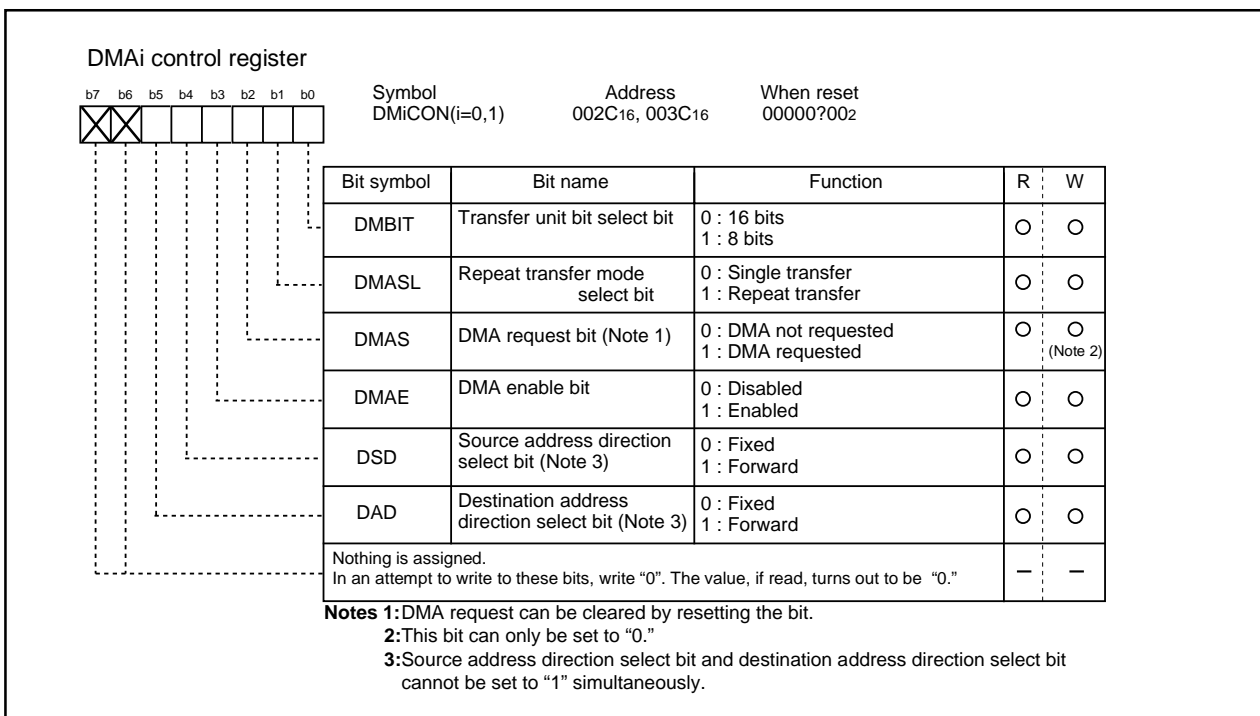 DMAi control register
b7 b6 b5 b4 b3 b2 b1 b0
Symbol Address When reset
DMiCON(i=0,1) 002C16, 003C16 00000?002
Bit symbol Bit name Function R W
DMBIT Transfer unit bit select bit 0 : 16 bits
1 : 8 bits
DMASL Repeat transfer mode
select bit 0 : Single transfer
1 : Repeat transfer
DMAS DMA request bit (Note 1) 0 : DMA not requested
1 : DMA requested
(Note 2)
DMAE DMA enable bit 0 : Disabled
1 : Enabled
DSD Source address direction
select bit (Note 3) 0 : Fixed
1 : Forward
DAD Destination address
direction select bit (Note 3) 0 : Fixed
1 : Forward
Nothing is assigned.
In an attempt to write to these bits, write “0”. The value, if read, turns out to be “0.”
Notes 1:DMA request can be cleared by resetting the bit.
2:This bit can only be set to “0.”
3:Source address direction select bit and destination address direction select bit
cannot be set to “1” simultaneously.